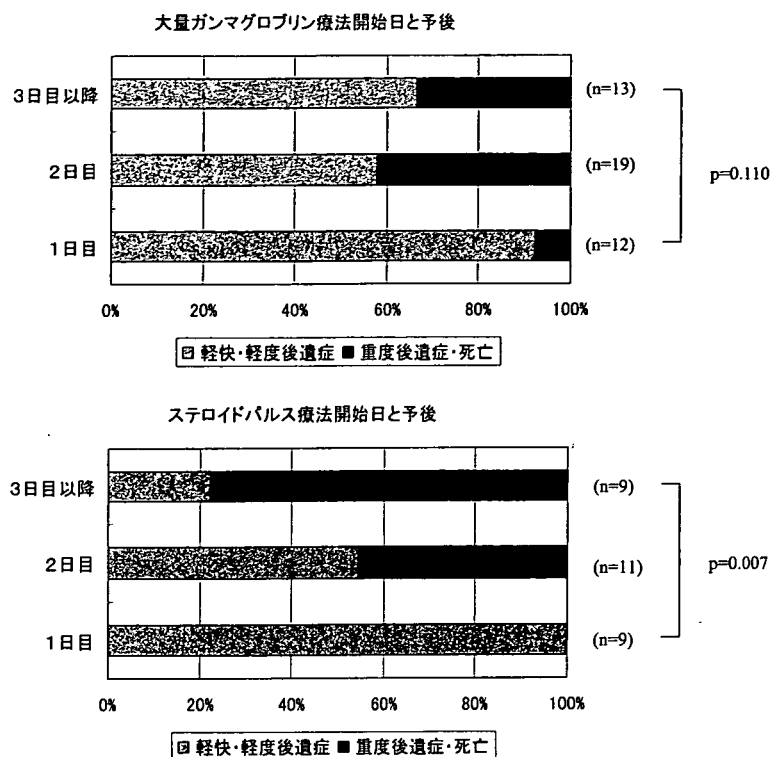 大量ガンマグロブリン療法開始日と予後
3日目以降
(n=13)
2日目
(n=19)
p=0.110
1日目
(n=12)
0% 20% 40% 60% 80% 100%
軽快・軽度後遺症 ■ 重度後遺症・死亡
ステロイドパルス療法開始日と予後
3日目以降
(n=9)
2日目
(n=11)
p=0.007
1日目
(n=9)
0% 20% 40% 60% 80% 100%
軽快・軽度後遺症 ■ 重度後遺症・死亡